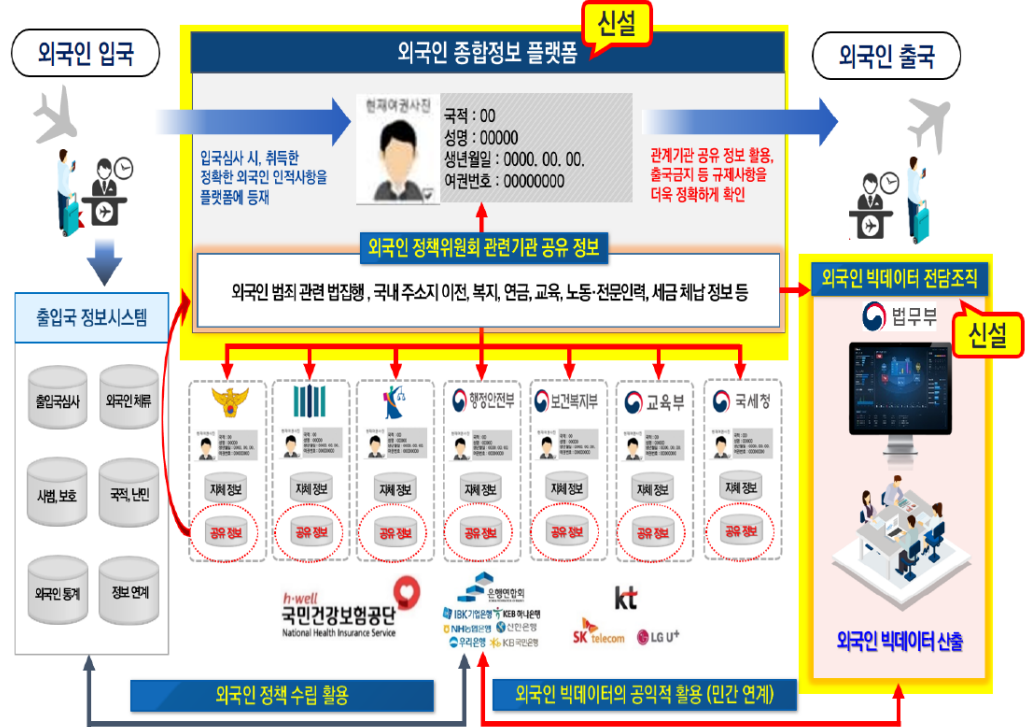 신설
외국인 입국
외국인 종합정보 플랫폼
외국인 출국
현재여권사진
국적 : 00
성명 : 00000
생년월일 : 0000. 00. 00.
여권번호 : 00000000
입국심사 시, 취득한
정확한 외국인 인적사항을
플랫폼에 등재
관계기관 공유 정보 활용,
출국금지 등 규제사항을
더욱 정확하게 확인
외국인 정책위원회 관련기관 공유 정보
외국인 범죄 관련 법집행 , 국내 주소지 이전, 복지, 연금, 교육, 노동·전문인력, 세금 체납 정보 등
외국인 빅데이터 전담조직
법무부
신설
출입국 정보시스템
출입국심사
외국인 체류
사범, 보호
국적, 난민
외국인 통계
정보 연계
행정안전부
보건복지부
교육부
국세청
자체 정보
자체 정보
자체 정보
자체 정보
자체 정보
자체 정보
자체 정보
공유 정보
공유 정보
공유 정보
공유 정보
공유 정보
공유 정보
공유 정보
h·well
국민건강보험공단
National Health Insurance Service
은행연합회
IBK기업은행 KEB 하나은행
NH농협은행 신한은행
우리은행 KB국민은행
kt
SK telecom
LG U+
외국인 빅데이터 산출
외국인 정책 수립 활용
외국인 빅데이터의 공익적 활용 (민간 연계)